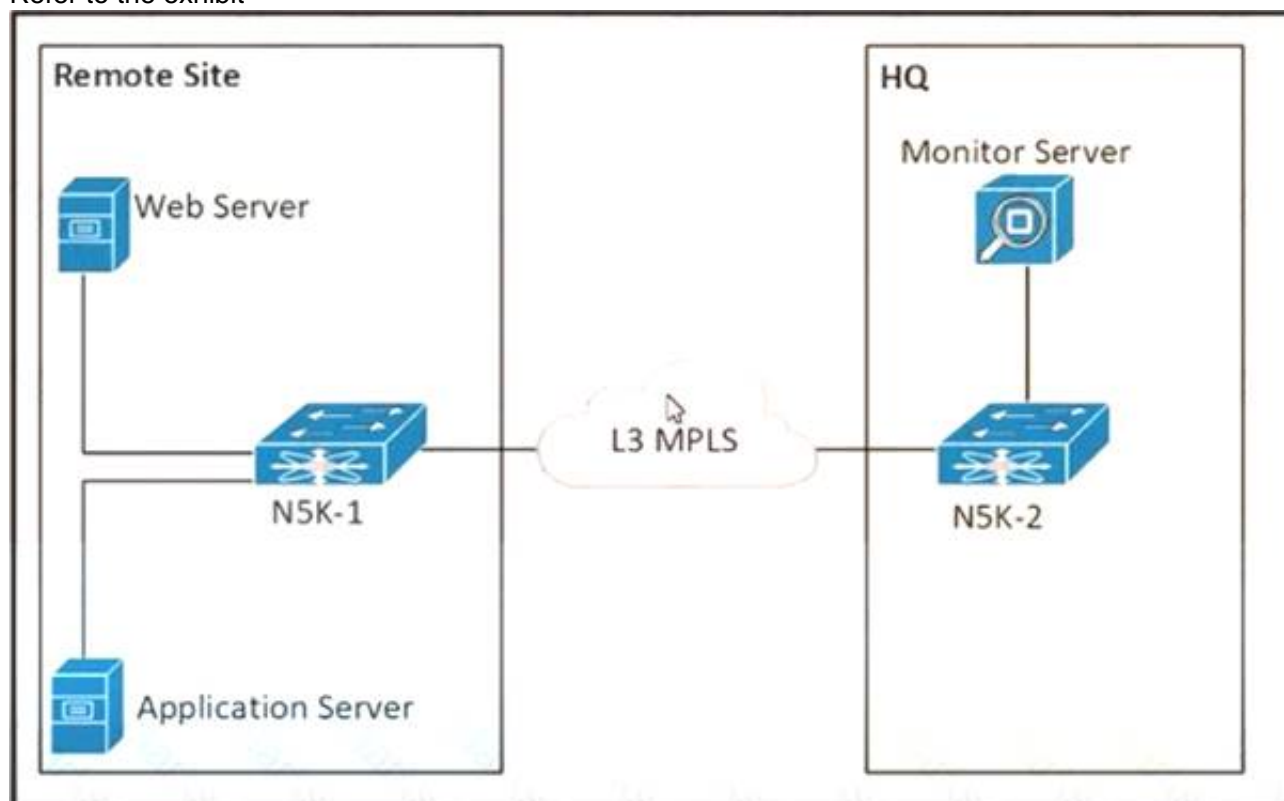 Refer to the exhibit
Remote Site
HQ
Monitor Server
Web Server
L3 MPLS
N5K-1
N5K-2
Application Server